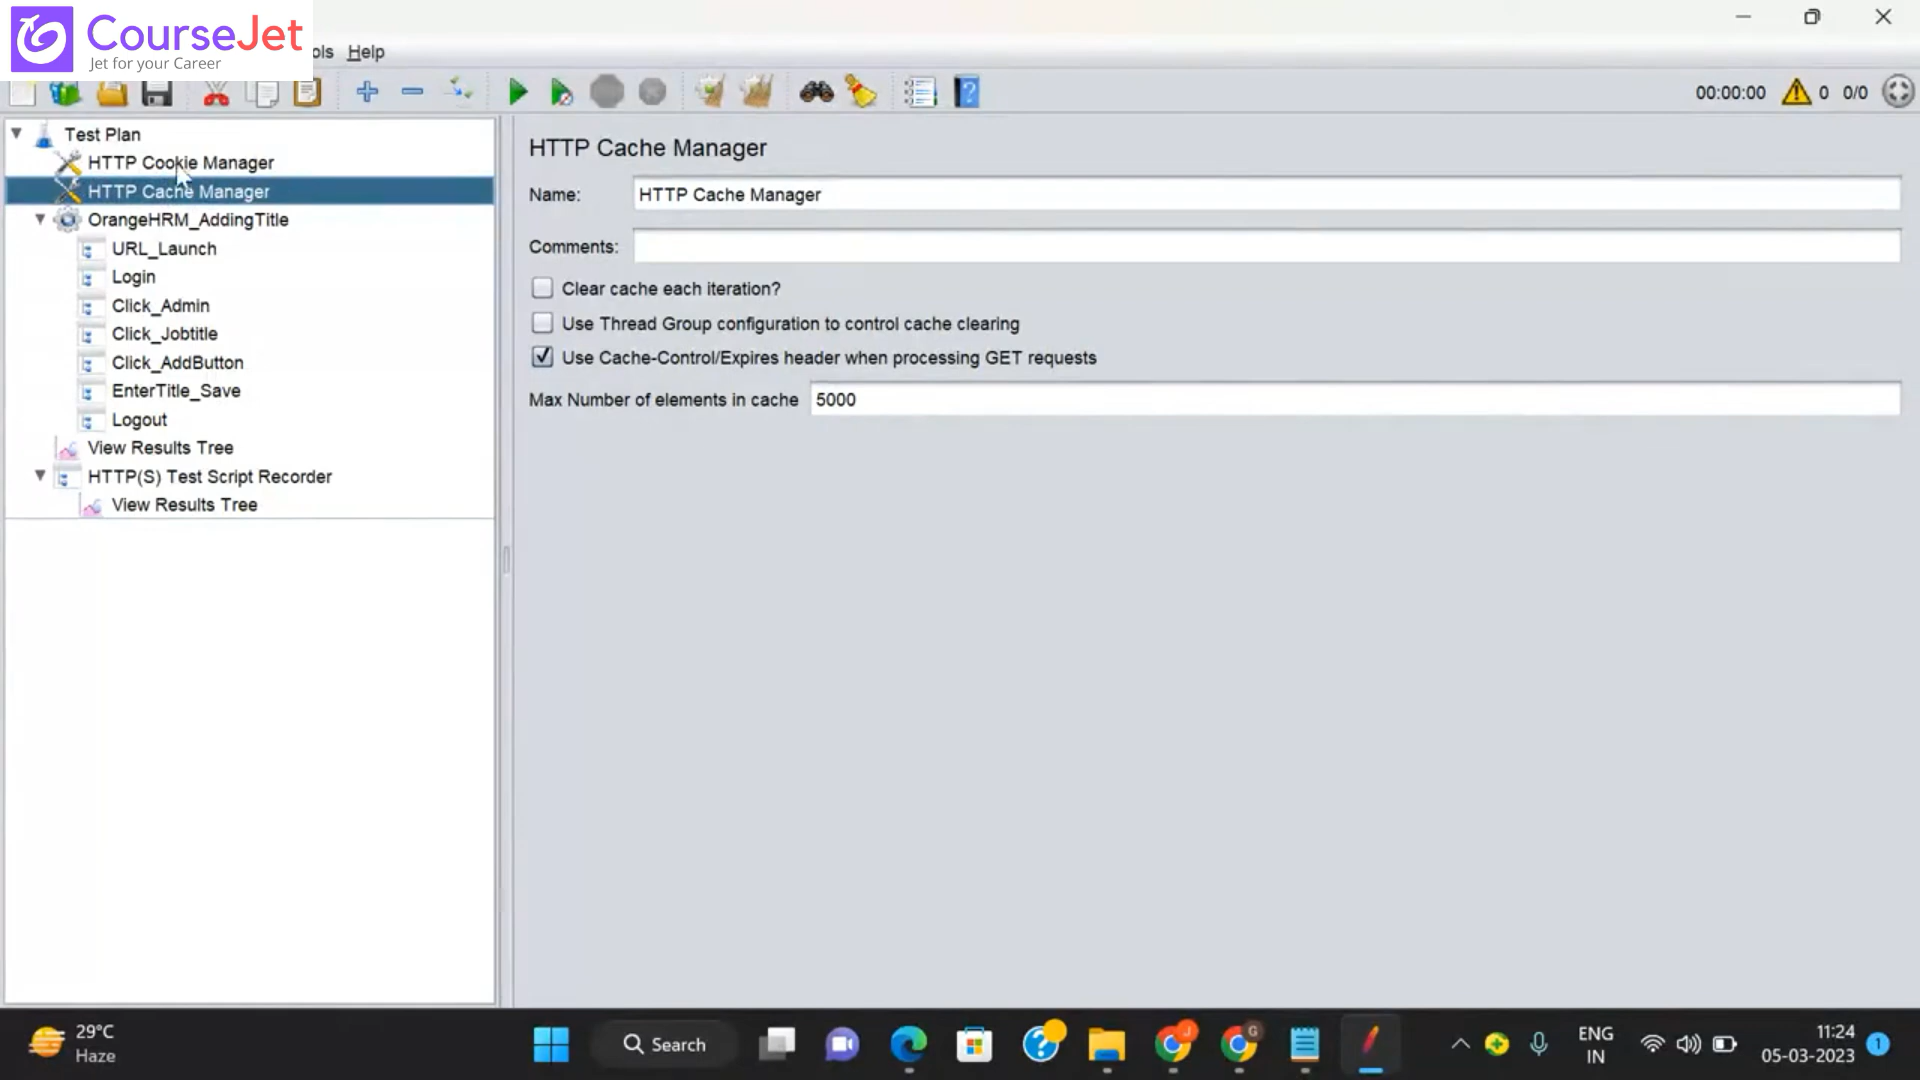 CourseJet
Jet for your Career
ols Help
00:00:00 0 0/0
Test Plan
HTTP Cookie Manager
HTTP Cache Manager
OrangeHRM_AddingTitle
URL_Launch
Login
Click_Admin
Click_Jobtitle
Click_AddButton
EnterTitle_Save
Logout
View Results Tree
HTTP(S) Test Script Recorder
View Results Tree
HTTP Cache Manager
Name: HTTP Cache Manager
Comments:
Clear cache each iteration?
Use Thread Group configuration to control cache clearing
Use Cache-Control/Expires header when processing GET requests
Max Number of elements in cache 5000
29°C
Haze
Search
J
G
ENG
IN
11:24
05-03-2023
1